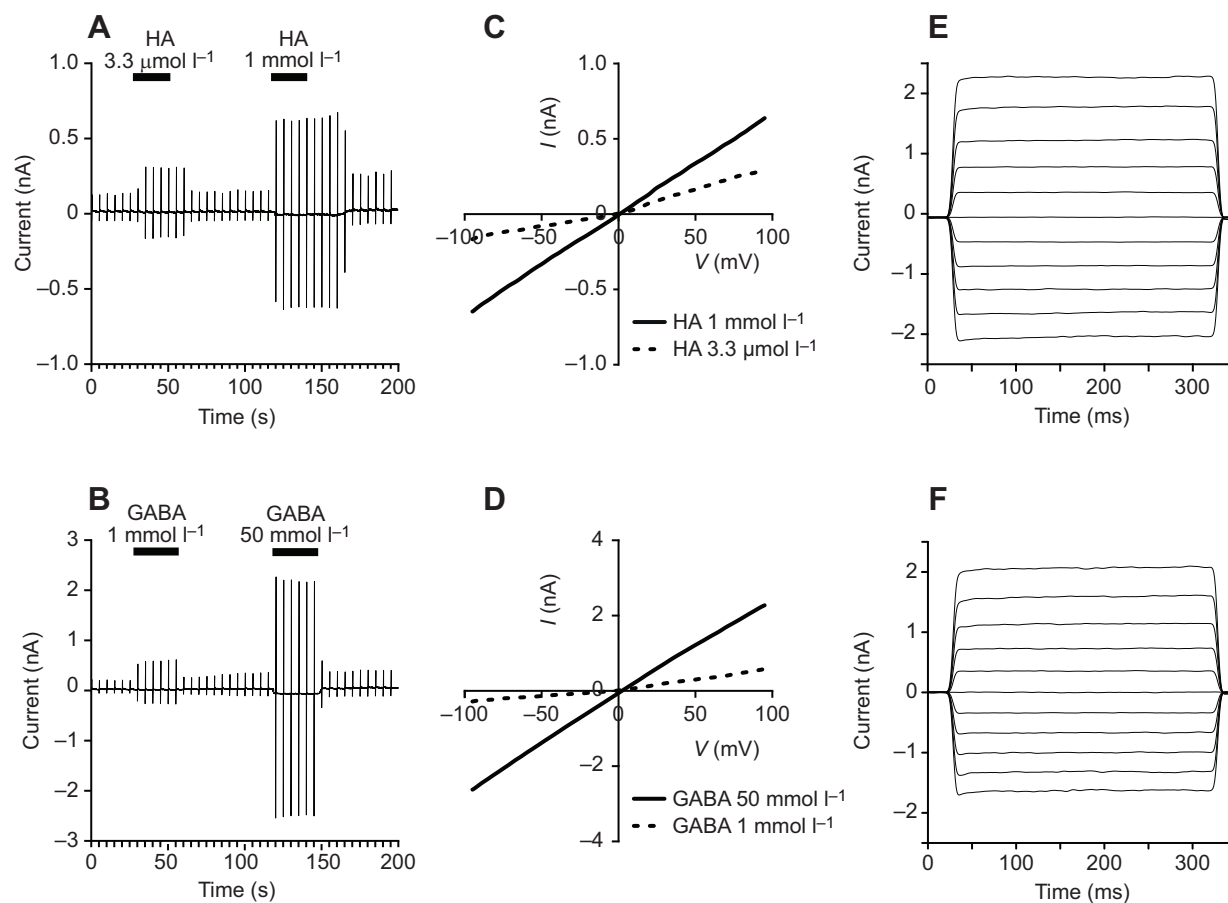 A
HA
3.3 μmol l–1
HA
1 mmol l–1
1.0
0.5
0
–0.5
–1.0
Current (nA)
0
50
100
150
200
Time (s)
C
1.0
0.5
0
–0.5
–1.0
I (nA)
–100
–50
0
50
100
V (mV)
HA 1 mmol l–1
HA 3.3 μmol l–1
E
2
1
0
–1
–2
Current (nA)
0
100
200
300
Time (ms)
B
GABA
1 mmol l–1
GABA
50 mmol l–1
3
2
1
0
–1
–2
–3
Current (nA)
0
50
100
150
200
Time (s)
D
4
2
0
–2
–4
I (nA)
–100
–50
0
50
100
V (mV)
GABA 50 mmol l–1
GABA 1 mmol l–1
F
2
1
0
–1
–2
Current (nA)
0
100
200
300
Time (ms)